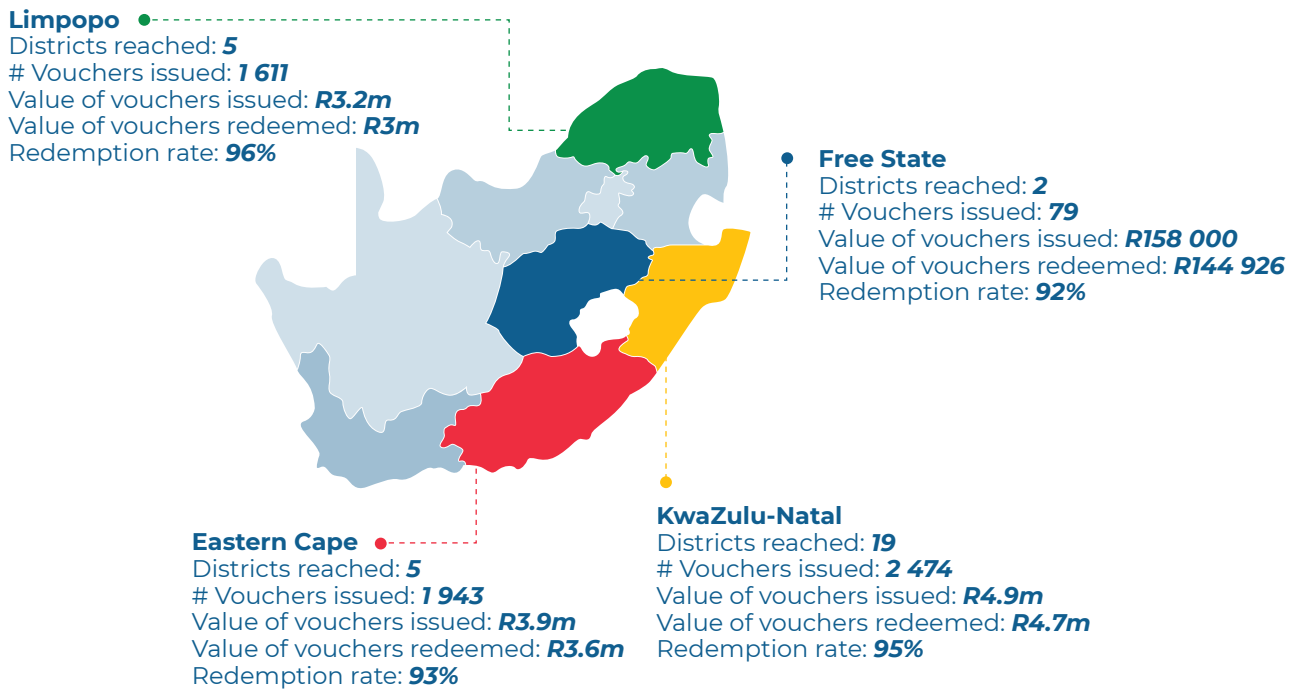 Limpopo
Districts reached: 5
# Vouchers issued: 1 611
Value of vouchers issued: R3.2m
Value of vouchers redeemed: R3m
Redemption rate: 96%
Free State
Districts reached: 2
# Vouchers issued: 79
Value of vouchers issued: R158 000
Value of vouchers redeemed: R144 926
Redemption rate: 92%
Eastern Cape
Districts reached: 5
# Vouchers issued: 1 943
Value of vouchers issued: R3.9m
Value of vouchers redeemed: R3.6m
Redemption rate: 93%
KwaZulu-Natal
Districts reached: 19
# Vouchers issued: 2 474
Value of vouchers issued: R4.9m
Value of vouchers redeemed: R4.7m
Redemption rate: 95%